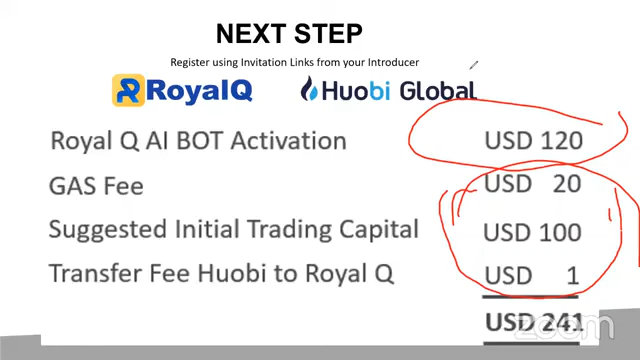 NEXT STEP
Register using Invitation Links from your Introducer
RoyalQ Huobi Global
Royal Q AI BOT Activation USD 120
GAS Fee USD 20
Suggested Initial Trading Capital USD 100
Transfer Fee Huobi to Royal Q USD 1
USD 241
zoom